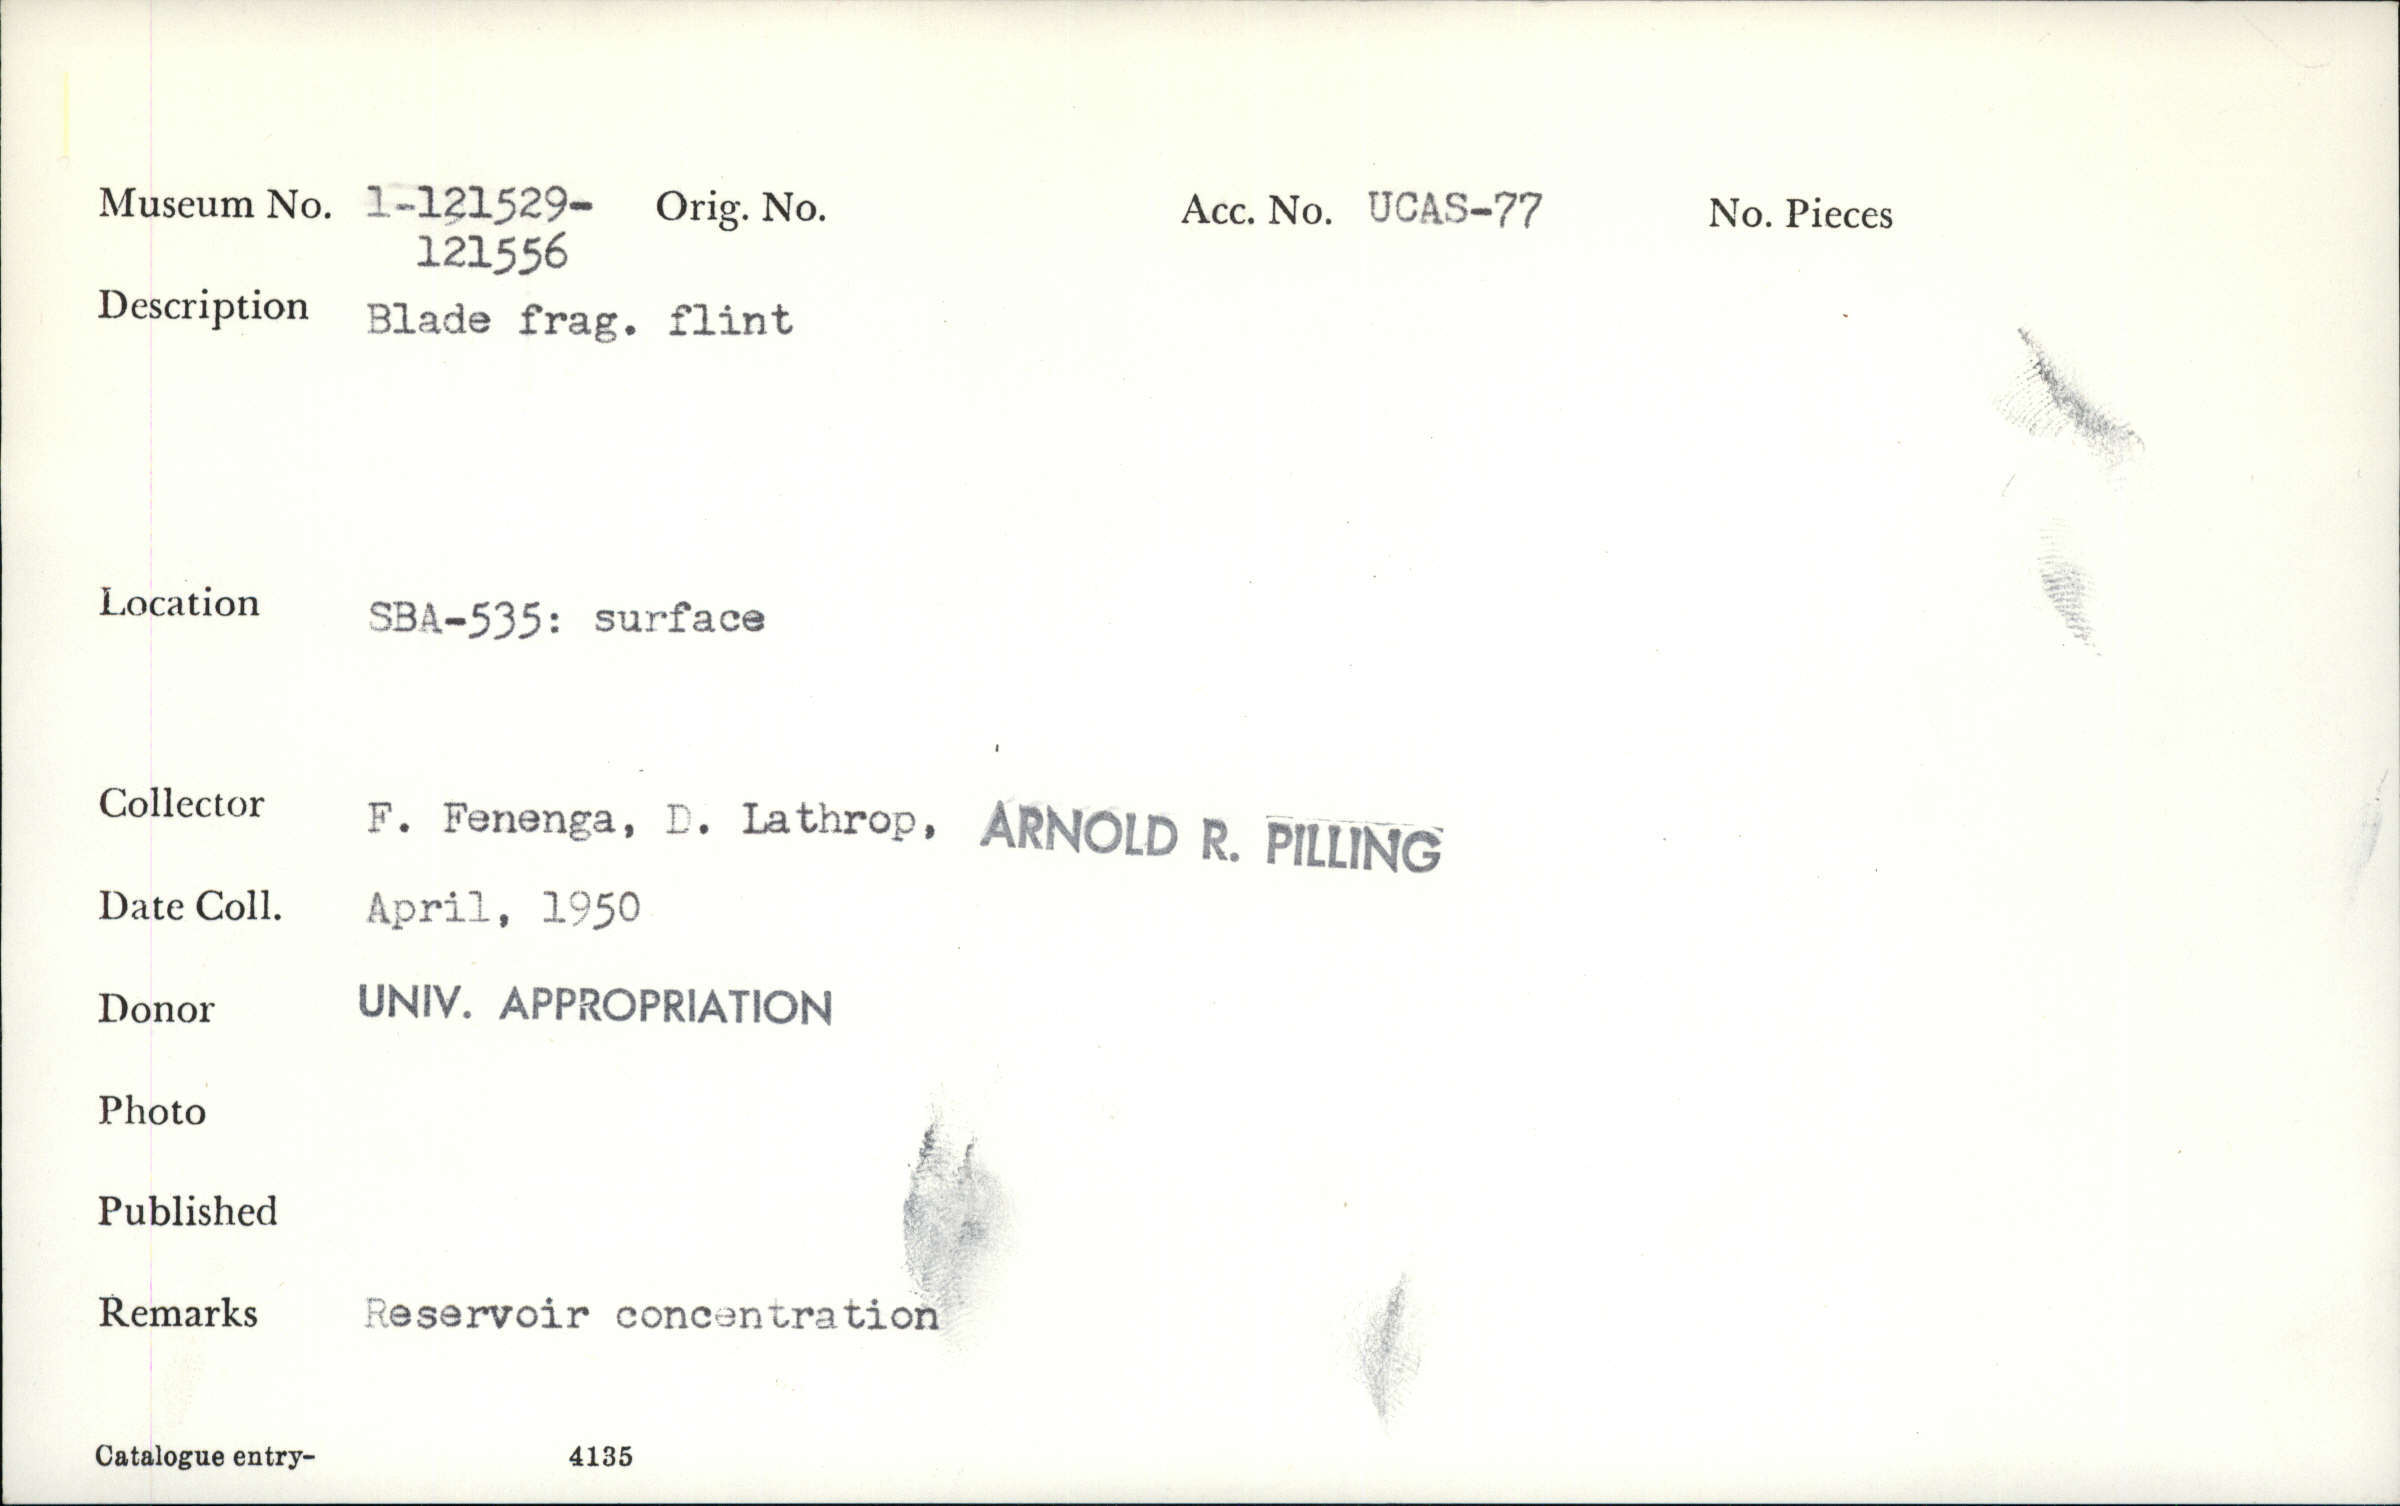 Museum No. 1-121529- Orig. No. Acc. No. UCAS-77 No. Pieces
121556
Description Blade frag. flint
Location SBA-535: surface
Collector F. Fenenga, D. Lathrop, ARNOLD R. PILLING
Date Coll. April, 1950
Donor UNIV. APPROPRIATION
Photo
Published
Remarks Reservoir concentration
Catalogue entry- 4135